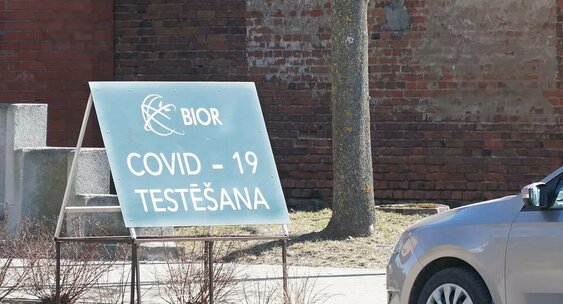 BIOR
COVID – 19
TESTĒŠANA